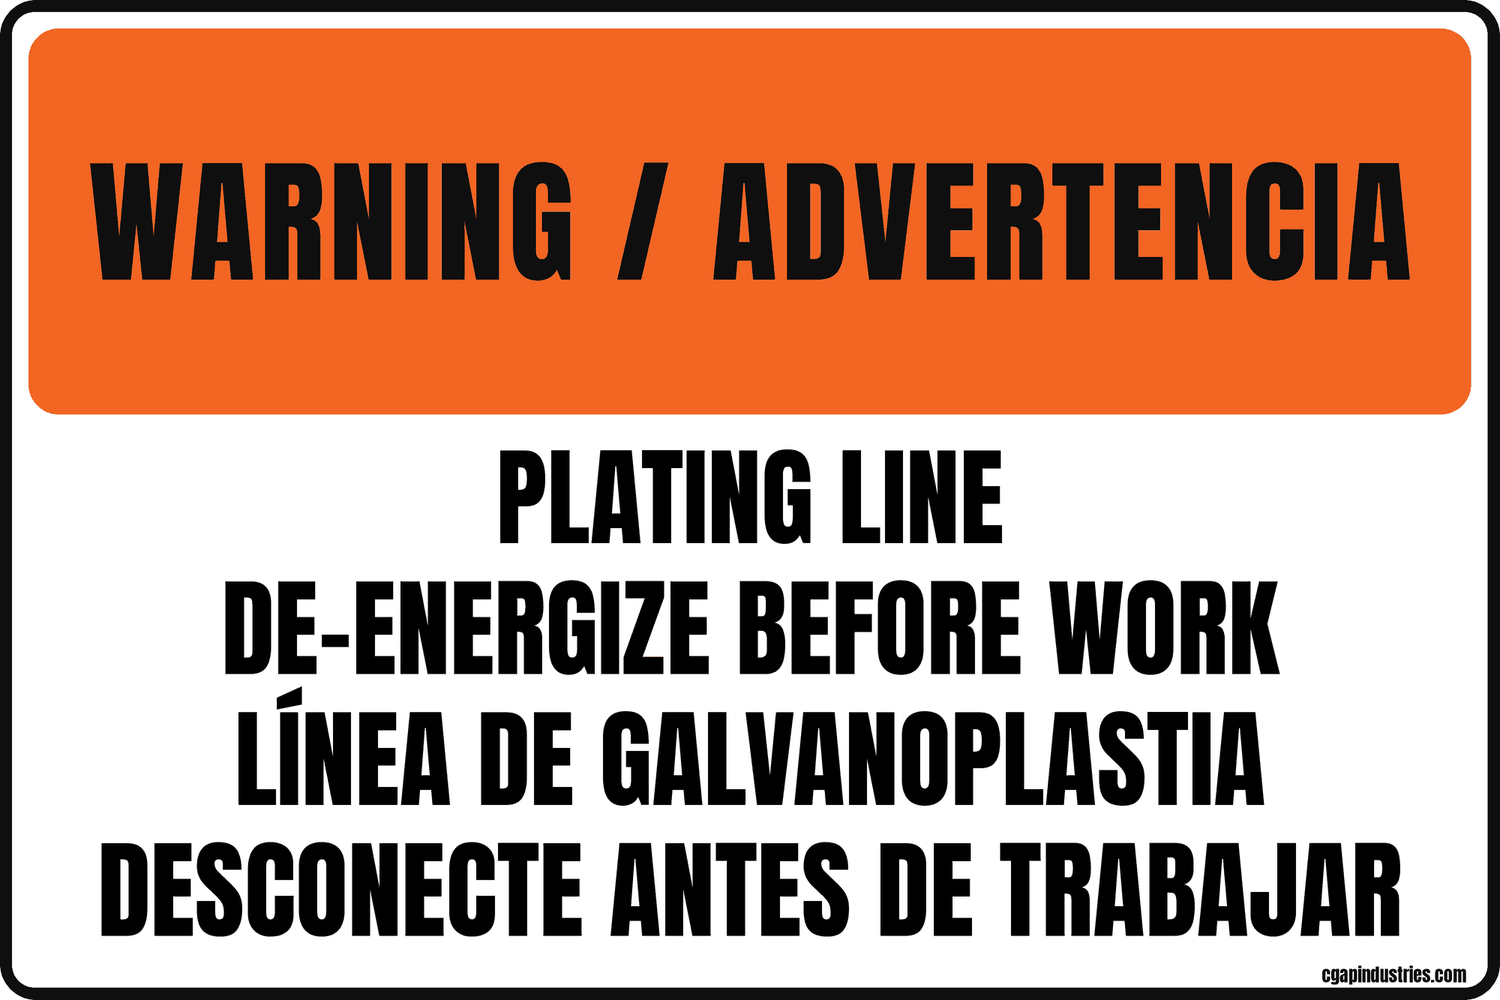 WARNING / ADVERTENCIA
PLATING LINE
DE-ENERGIZE BEFORE WORK
LÍNEA DE GALVANOPLASTIA
DESCONECTE ANTES DE TRABAJAR
cgapindustries.com